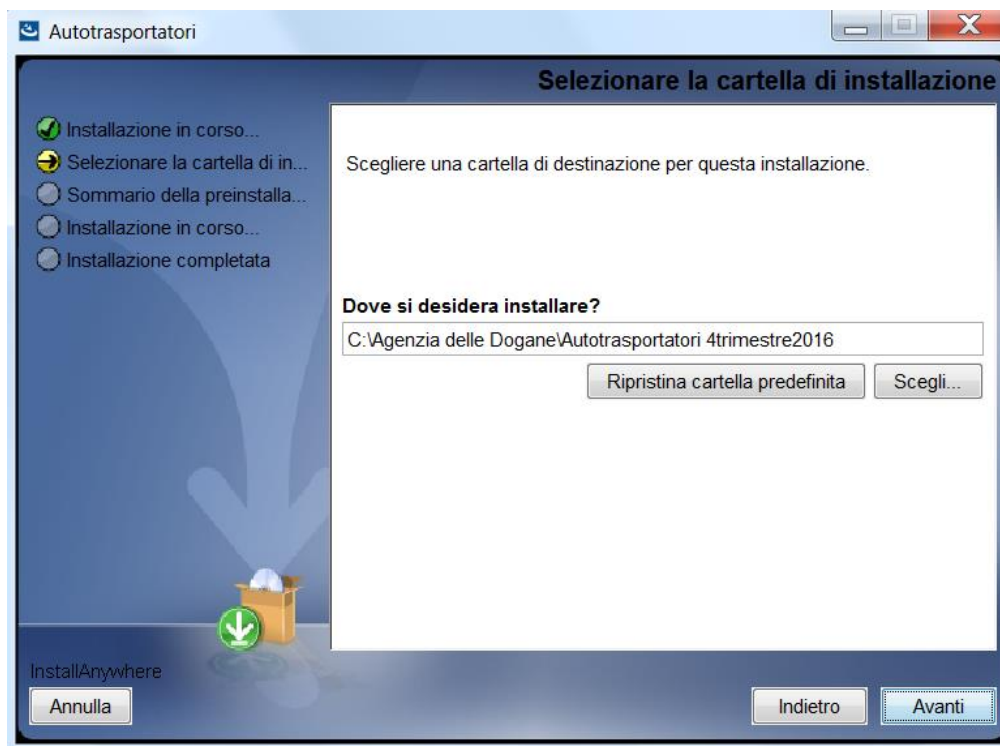 Autotrasportatori
Selezionare la cartella di installazione
Installazione in corso...
Selezionare la cartella di in...
Sommario della preinstalla...
Installazione in corso...
Installazione completata
Scegliere una cartella di destinazione per questa installazione.
Dove si desidera installare?
C:\Agenzia delle Dogane\Autotrasportatori 4trimestre2016
Ripristina cartella predefinita Scegli...
InstallAnywhere
Annulla Indietro Avanti